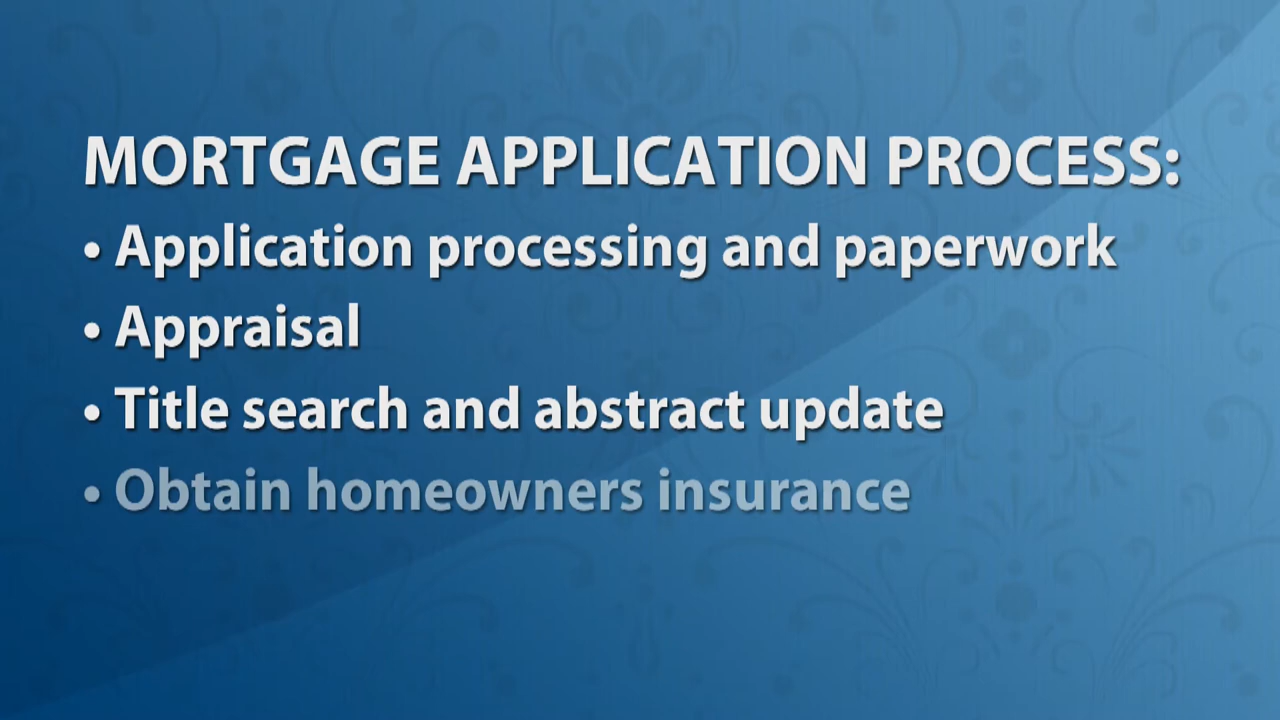 MORTGAGE APPLICATION PROCESS:
• Application processing and paperwork
• Appraisal
• Title search and abstract update
• Obtain homeowners insurance